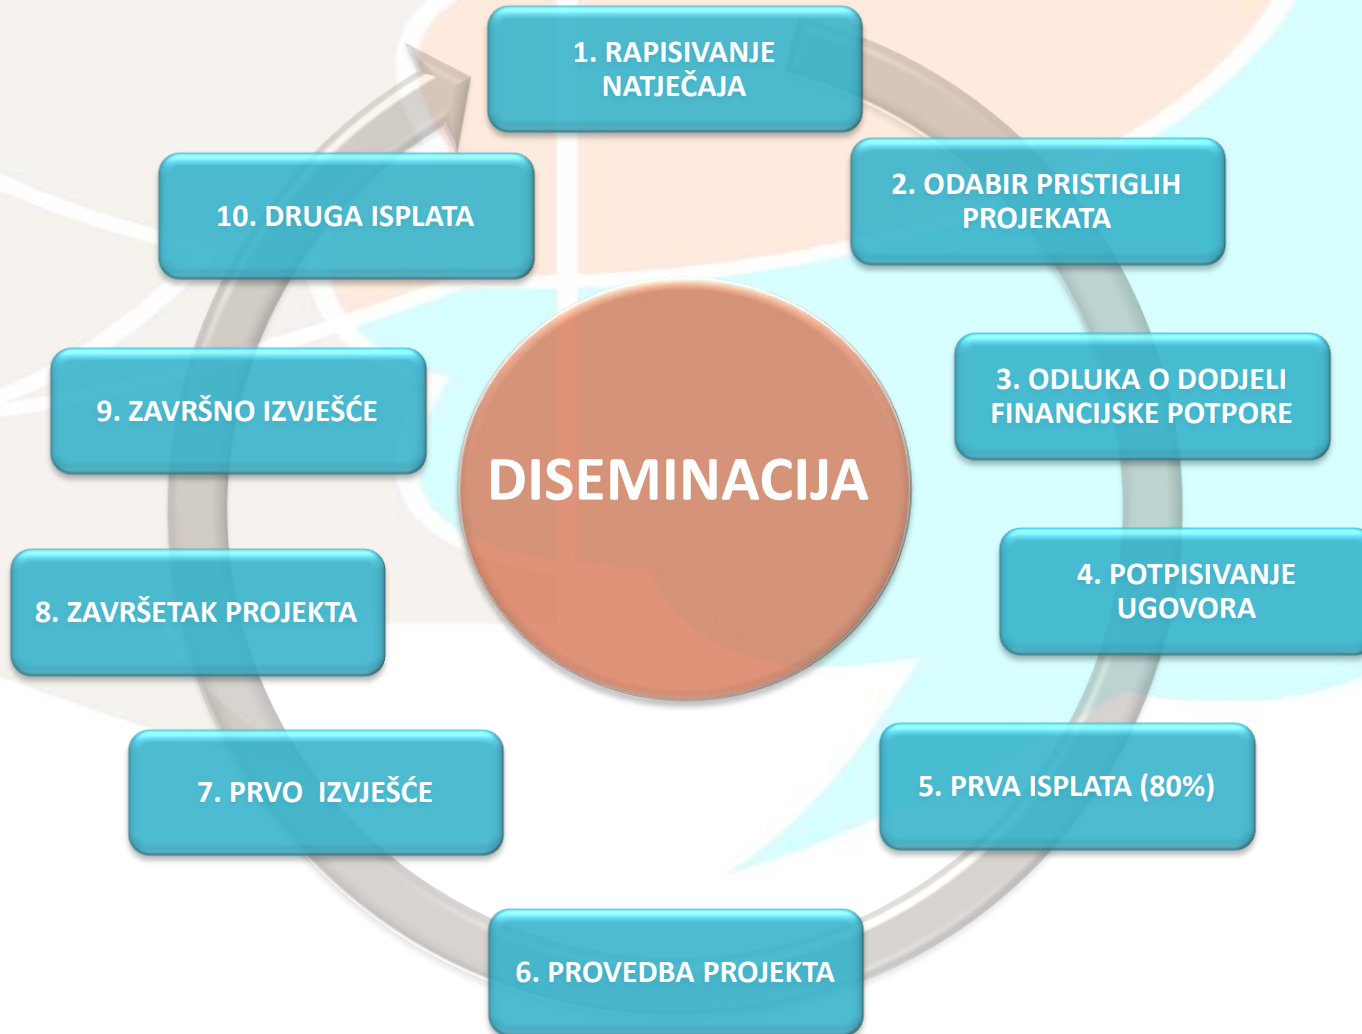 1. RAPISIVANJE
NATJEČAJA
2. ODABIR PRISTIGLIH
PROJEKATA
3. ODLUKA O DODJELI
FINANCIJSKE POTPORE
4. POTPISIVANJE
UGOVORA
5. PRVA ISPLATA (80%)
6. PROVEDBA PROJEKTA
7. PRVO  IZVJEŠĆE
8. ZAVRŠETAK PROJEKTA
9. ZAVRŠNO IZVJEŠĆE
10. DRUGA ISPLATA
DISEMINACIJA